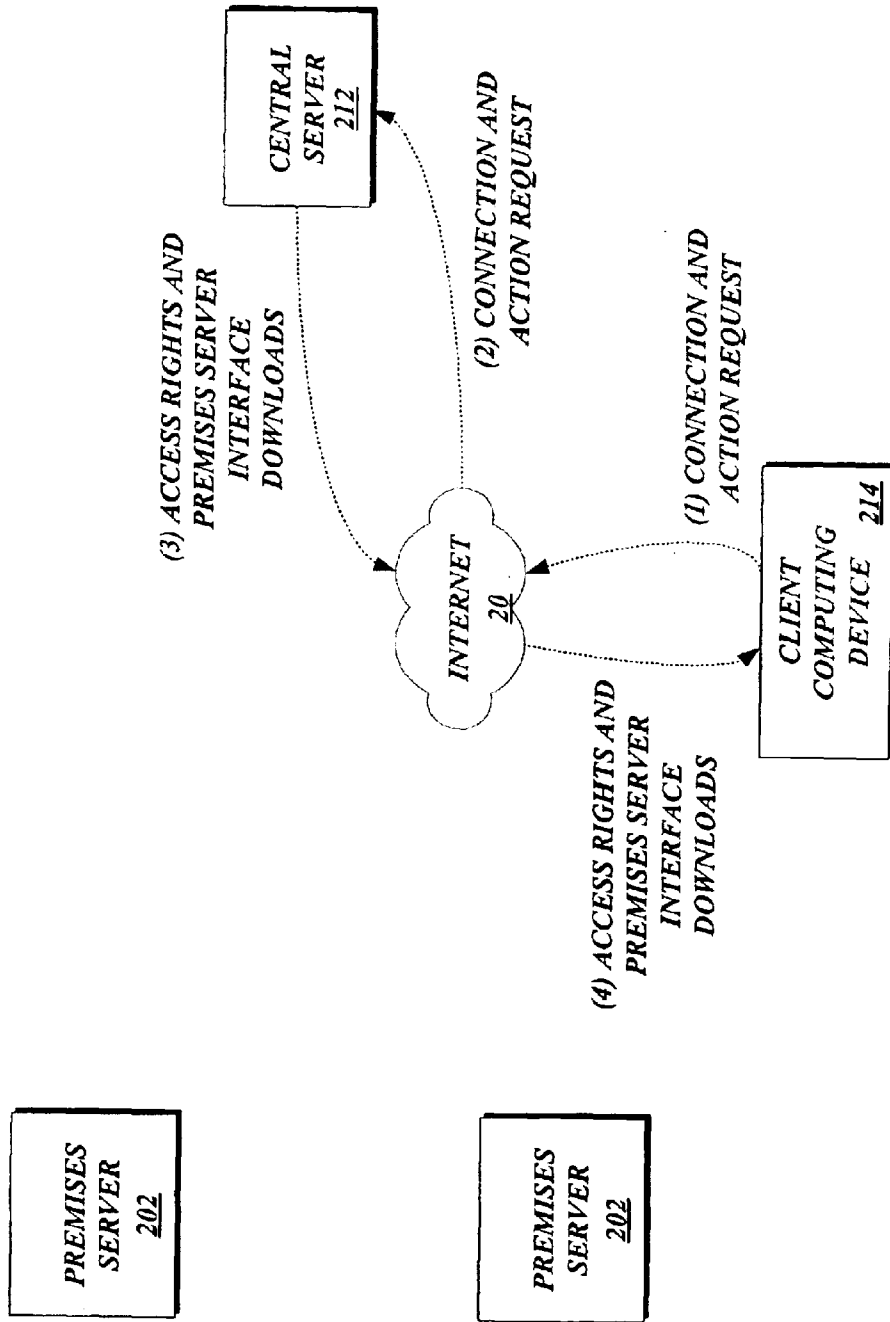 PREMISES
SERVER
202
PREMISES
SERVER
202
CENTRAL
SERVER
212
(3) ACCESS RIGHTS AND
PREMISES SERVER
INTERFACE
DOWNLOADS
(2) CONNECTION AND
ACTION REQUEST
INTERNET
20
(4) ACCESS RIGHTS AND
PREMISES SERVER
INTERFACE
DOWNLOADS
(1) CONNECTION AND
ACTION REQUEST
CLIENT
COMPUTING
DEVICE 214